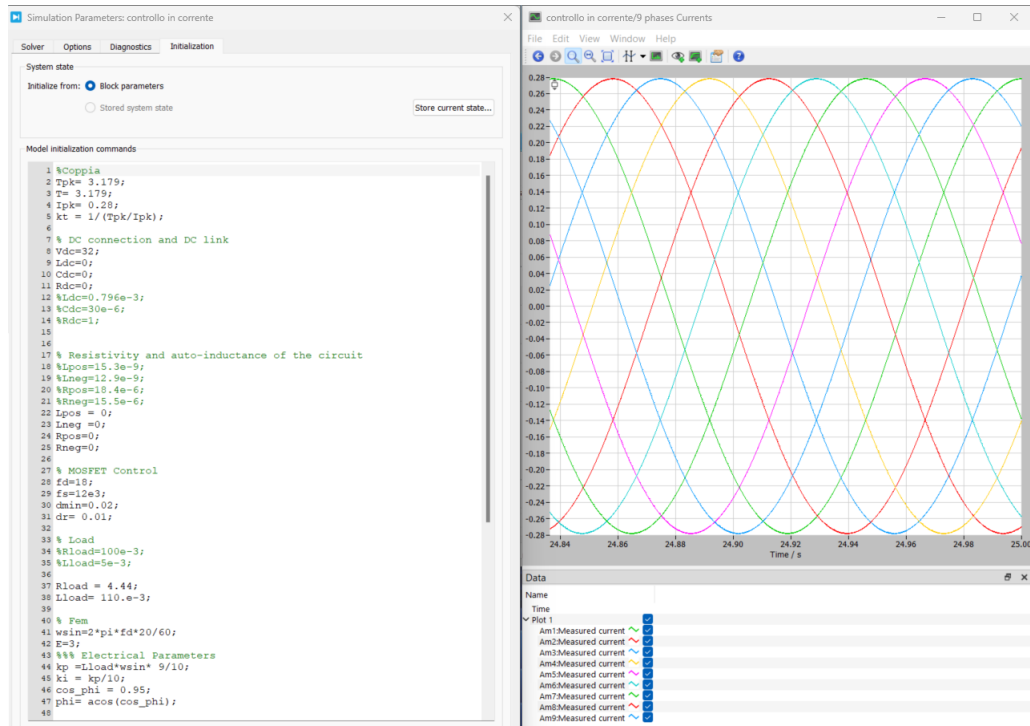 Simulation Parameters: controllo in corrente
Solver Options Diagnostics Initialization
System state
Initialize from: Block parameters
Stored system state
Store current state...
Model initialization commands
1 %Coppia
2 Tpk= 3.179;
3 T= 3.179;
4 Ipk= 0.28;
5 kt = 1/(Tpk/Ipk);
6
7 % DC connection and DC link
8 Vdc=32;
9 Ldc=0;
10 Cdc=0;
11 Rdc=0;
12 %Ldc=0.796e-3;
13 %Cdc=30e-6;
14 %Rdc=1;
15
16
17 % Resistivity and auto-inductance of the circuit
18 %Lpos=15.3e-9;
19 %Lneg=12.9e-9;
20 %Rpos=18.4e-6;
21 %Rneg=15.5e-6;
22 Lpos = 0;
23 Lneg =0;
24 Rpos=0;
25 Rneg=0;
26
27 % MOSFET Control
28 fd=18;
29 fs=12e3;
30 dmin=0.02;
31 dr= 0.01;
32
33 % Load
34 %Rload=100e-3;
35 %Lload=5e-3;
36
37 Rload = 4.44;
38 Lload= 110.e-3;
39
40 % Fem
41 wsin=2*pi*fd*20/60;
42 E=3;
43 %%% Electrical Parameters
44 kp =Lload*wsin* 9/10;
45 ki = kp/10;
46 cos_phi = 0.95;
47 phi= acos(cos_phi);
48
controllo in corrente/9 phases Currents
File Edit View Window Help
0.28
0.26
0.24
0.22
0.20
0.18
0.16
0.14
0.12
0.10
0.08
0.06
0.04
0.02
0.00
-0.02
-0.04
-0.06
-0.08
-0.10
-0.12
-0.14
-0.16
-0.18
-0.20
-0.22
-0.24
-0.26
-0.28
24.84 24.86 24.88 24.90 24.92 24.94 24.96 24.98 25.00
Time / s
Data
Name
Time
Plot 1
Am1:Measured current
Am2:Measured current
Am3:Measured current
Am4:Measured current
Am5:Measured current
Am6:Measured current
Am7:Measured current
Am8:Measured current
Am9:Measured current